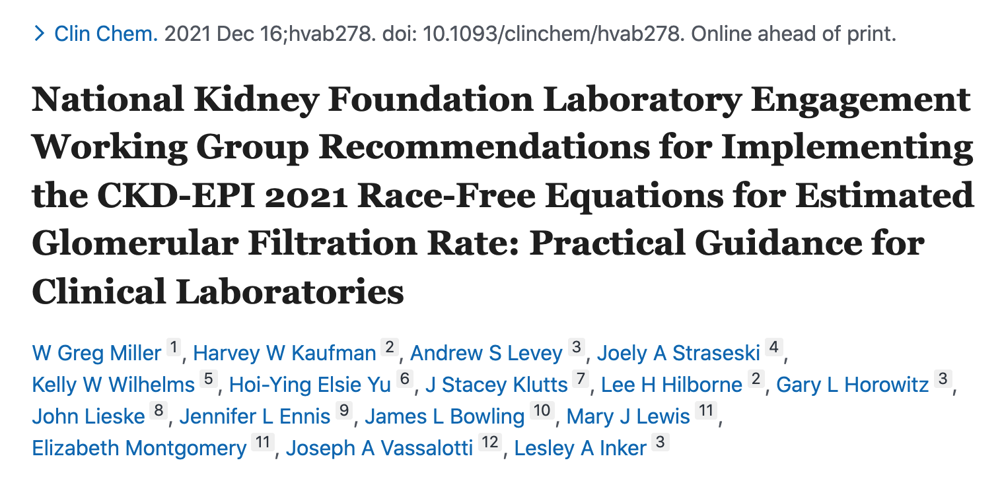 > Clin Chem. 2021 Dec 16;hvab278. doi: 10.1093/clinchem/hvab278. Online ahead of print.
National Kidney Foundation Laboratory Engagement
Working Group Recommendations for Implementing
the CKD-EPI 2021 Race-Free Equations for Estimated
Glomerular Filtration Rate: Practical Guidance for
Clinical Laboratories
W Greg Miller 1, Harvey W Kaufman 2, Andrew S Levey 3, Joely A Straseski 4,
Kelly W Wilhelms 5, Hoi-Ying Elsie Yu 6, J Stacey Klutts 7, Lee H Hilborne 2, Gary L Horowitz 3,
John Lieske 8, Jennifer L Ennis 9, James L Bowling 10, Mary J Lewis 11,
Elizabeth Montgomery 11, Joseph A Vassalotti 12, Lesley A Inker 3